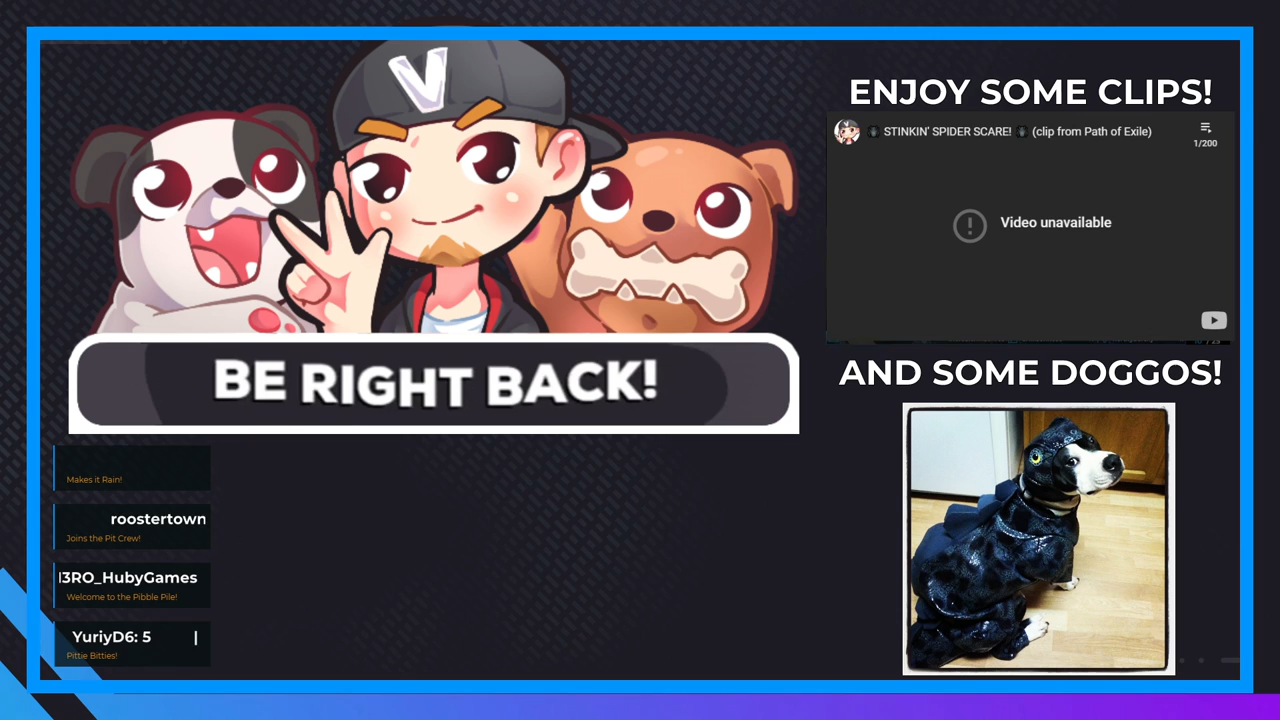 V
BE RIGHT BACK!
Makes it Rain!
roostertown
Joins the Pit Crew!
I3RO_HubyGames
Welcome to the Pibble Pile!
YuriyD6: 5 |
Pittie Bitties!
ENJOY SOME CLIPS!
STINKIN' SPIDER SCARE! (clip from Path of Exile)
1/200
Video unavailable
AND SOME DOGGOS!